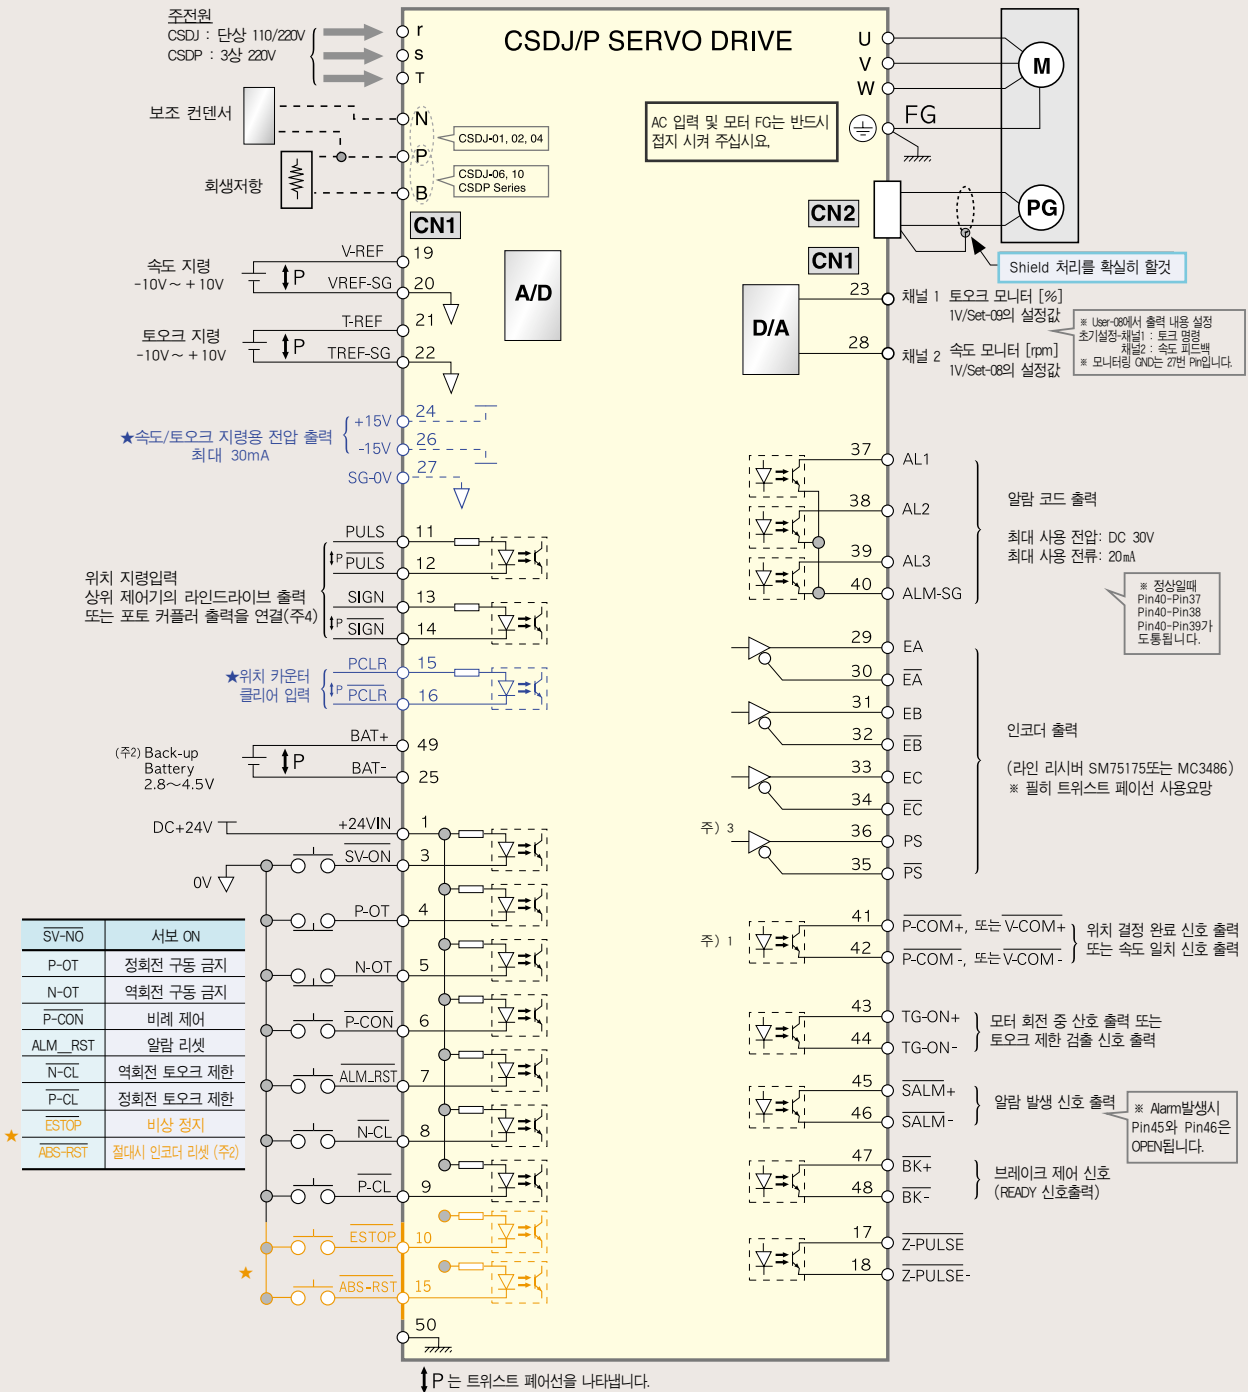 주전원
CSDJ : 단상 110/220V
CSDP : 3상 220V
r
s
T
CSDJ/P SERVO DRIVE
U
V
W
M
보조 컨덴서
N
P
B
CSDJ-01, 02, 04
CSDJ-06, 10
CSDP Series
회생저항
AC 입력 및 모터 FG는 반드시
접지 시켜 주십시요.
FG
CN1
CN2
PG
CN1
Shield 처리를 확실히 할것
속도 지령
-10V~ + 10V
P
V-REF
19
VREF-SG
20
토오크 지령
-10V~ + 10V
P
T-REF
21
TREF-SG
22
A/D
D/A
23
채널 1 토오크 모니터 [%]
1V/Set-09의 설정값
28
채널 2 속도 모니터 [rpm]
1V/Set-08의 설정값
※ User-08에서 출력 내용 설정
초기설정-채널1 : 토크 명령
채널2 : 속도 피드백
※ 모니터링 GND는 27번 Pin입니다.
★속도/토오크 지령용 전압 출력
최대 30mA
+15V
24
-15V
26
SG-0V
27
37
AL1
38
AL2
39
AL3
40
ALM-SG
알람 코드 출력
최대 사용 전압: DC 30V
최대 사용 전류: 20mA
※ 정상일때
Pin40-Pin37
Pin40-Pin38
Pin40-Pin39가
도통됩니다.
위치 지령입력
상위 제어기의 라인드라이브 출력
또는 포토 커플러 출력을 연결(주4)
PULS
11
P
PULS
12
SIGN
13
P
SIGN
14
★위치 카운터
클리어 입력
PCLR
15
P
PCLR
16
29
EA
30
EA
31
EB
32
EB
33
EC
34
EC
주) 3
36
PS
35
PS
인코더 출력
(라인 리시버 SM75175또는 MC3486)
※ 필히 트위스트 페이선 사용요망
(주2) Back-up
Battery
2.8~4.5V
P
BAT+
49
BAT-
25
DC+24V
+24VIN
1
0V
SV-ON
3
P-OT
4
N-OT
5
P-CON
6
ALM_RST
7
N-CL
8
P-CL
9
ESTOP
10
★
ABS-RST
15
50
SV-NO 서보 ON
P-OT 정회전 구동 금지
N-OT 역회전 구동 금지
P-CON 비례 제어
ALM__RST 알람 리셋
N-CL 역회전 토오크 제한
P-CL 정회전 토오크 제한
ESTOP 비상 정지
★
ABS-RST 절대시 인코더 리셋 (주2)
주) 1
41
P-COM+, 또는 V-COM+
42
P-COM-, 또는 V-COM-
위치 결정 완료 신호 출력
또는 속도 일치 신호 출력
43
TG-ON+
44
TG-ON-
모터 회전 중 산호 출력 또는
토오크 제한 검출 신호 출력
45
SALM+
46
SALM-
알람 발생 신호 출력
※ Alarm발생시
Pin45와 Pin46은
OPEN됩니다.
47
BK+
48
BK-
브레이크 제어 신호
(READY 신호출력)
17
Z-PULSE
18
Z-PULSE-
P 는 트위스트 페어선을 나타냅니다.